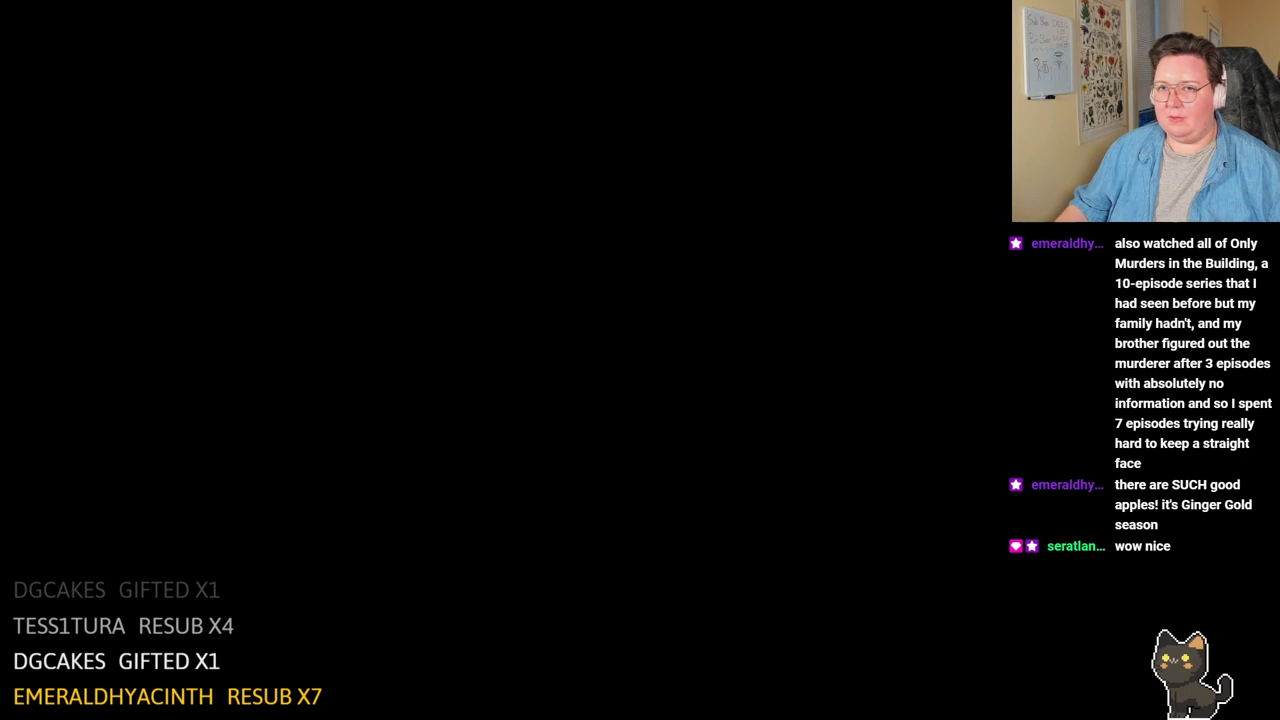 emeraldhy... also watched all of Only
Murders in the Building, a
10-episode series that I
had seen before but my
family hadn't, and my
brother figured out the
murderer after 3 episodes
with absolutely no
information and so I spent
7 episodes trying really
hard to keep a straight
face
emeraldhy... there are SUCH good
apples! it's Ginger Gold
season
seratlan... wow nice
DGCAKES GIFTED X1
TESS1TURA RESUB X4
DGCAKES GIFTED X1
EMERALDHYACINTH RESUB X7